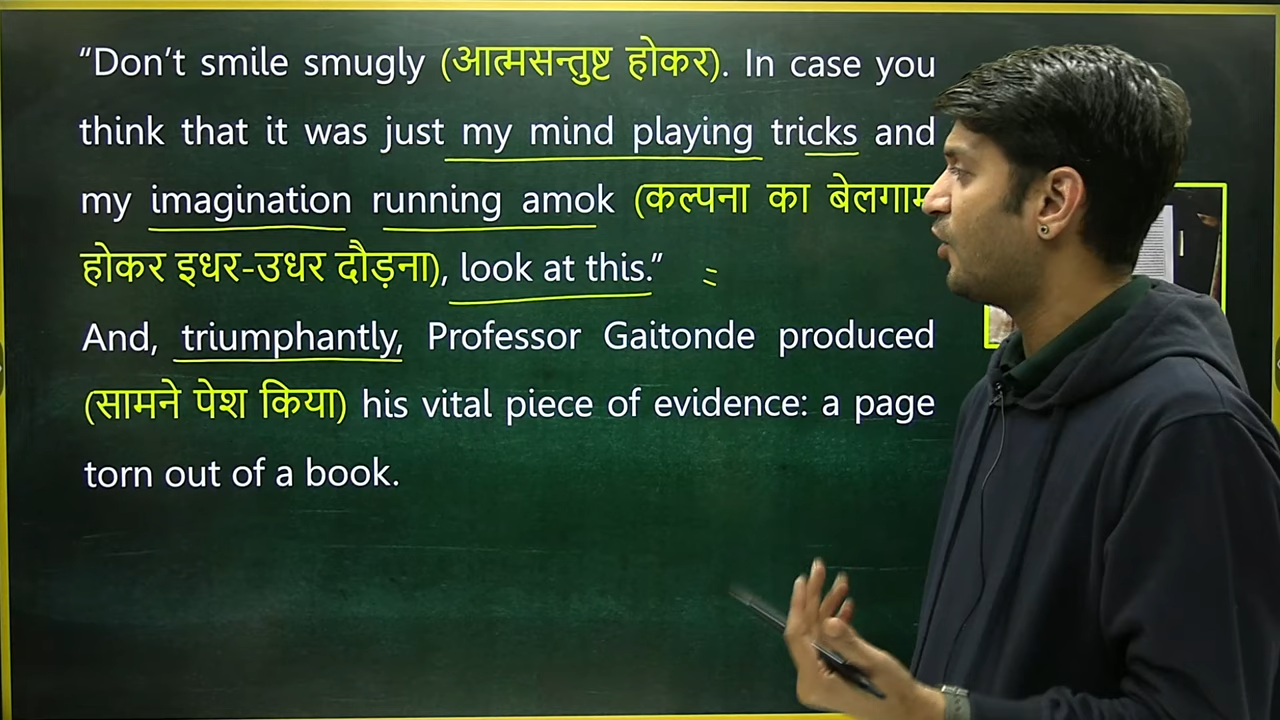 “Don’t smile smugly (आत्मसन्तुष्ट होकर). In case you
think that it was just my mind playing tricks and
my imagination running amok (कल्पना का बेलगाम
होकर इधर-उधर दौड़ना), look at this.”
And, triumphantly, Professor Gaitonde produced
(सामने पेश किया) his vital piece of evidence: a page
torn out of a book.